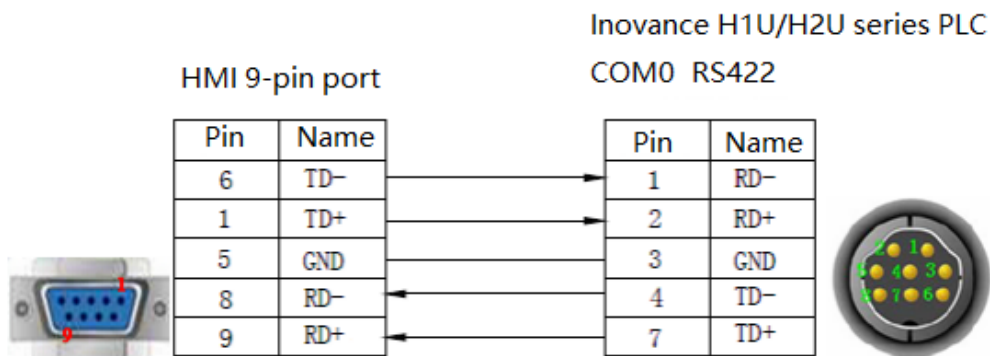 Inovance H1U/H2U series PLC
HMI 9-pin port
COM0 RS422
Pin Name
Pin Name
6 TD-
1 RD-
1 TD+
2 RD+
5 GND
3 GND
8 RD-
4 TD-
9 RD+
7 TD+
1
9
2 1
5 4 3
8 7 6